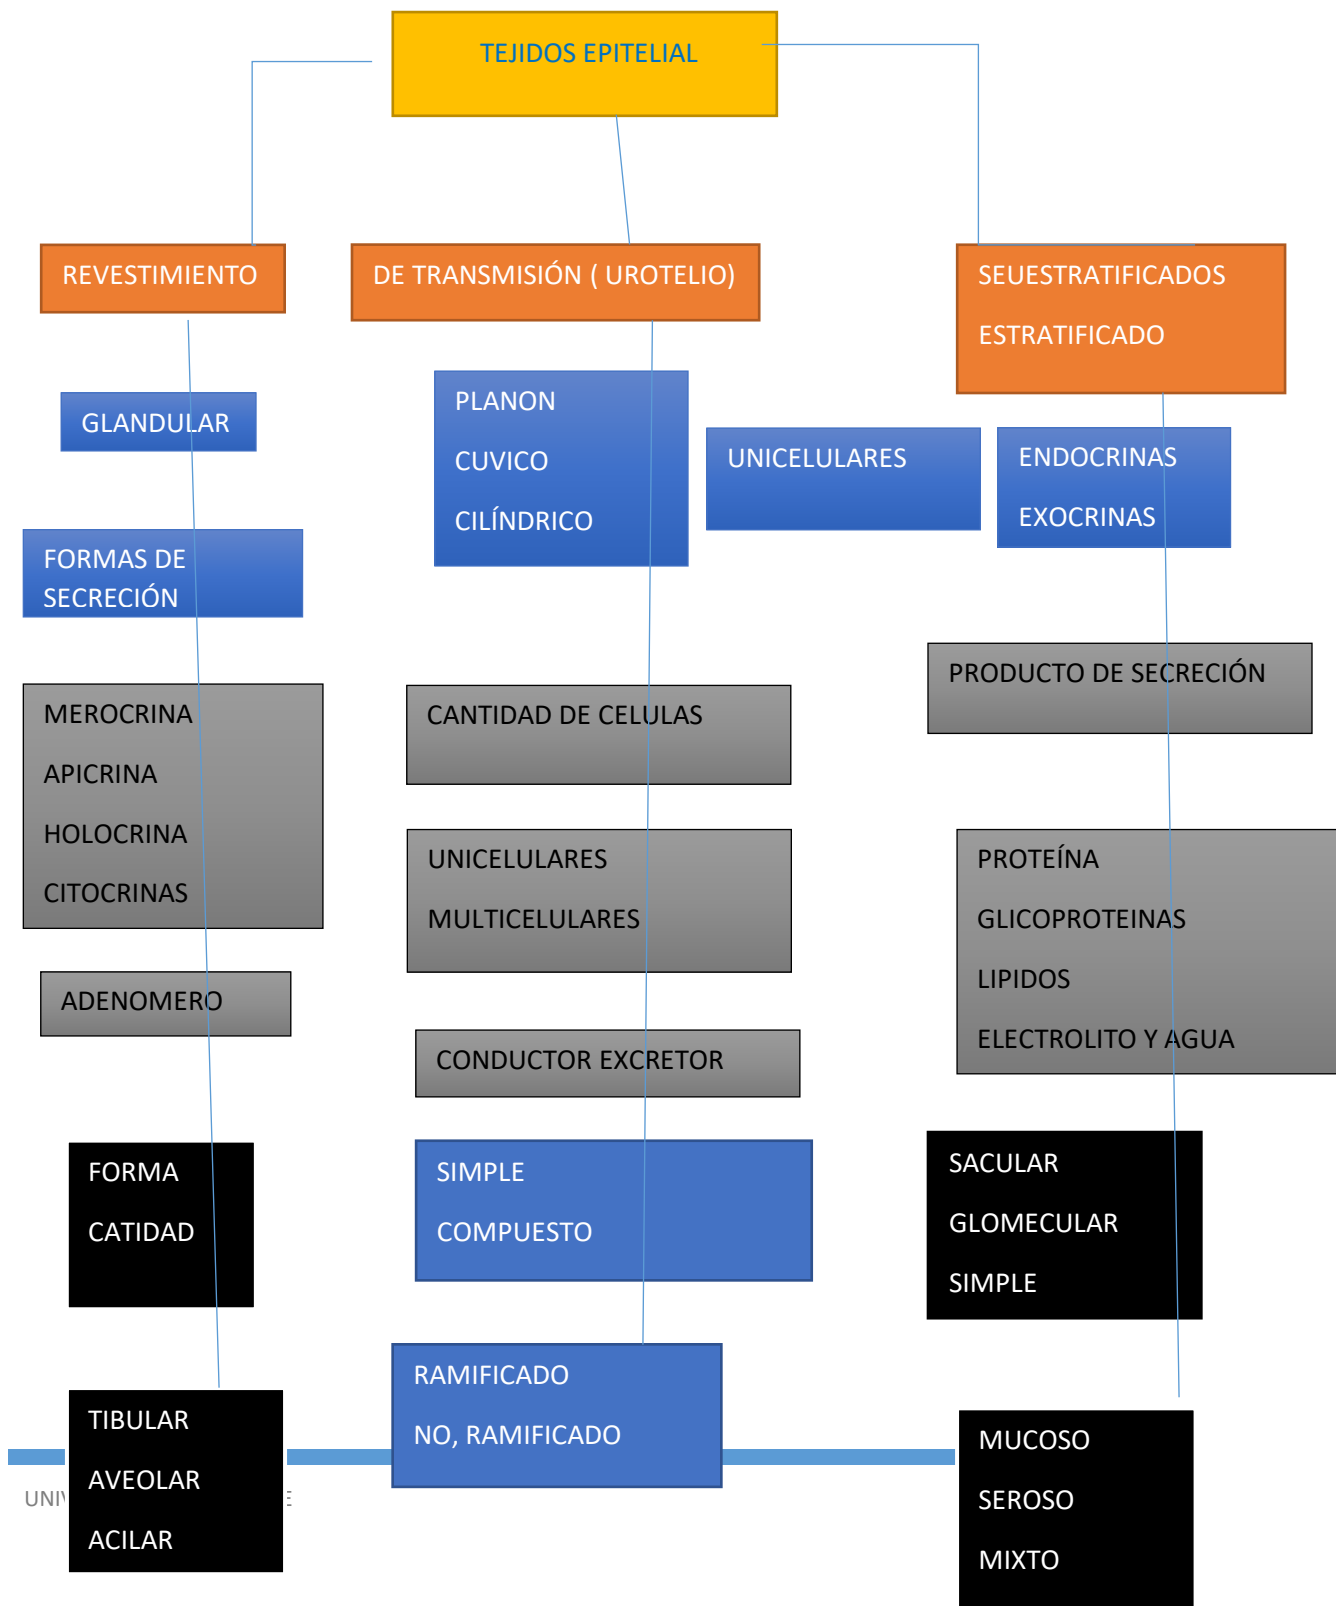 TEJIDOS EPITELIAL
REVESTIMIENTO
DE TRANSMISIÓN ( UROTELIO)
SEUESTRATIFICADOS
ESTRATIFICADO
GLANDULAR
PLANON
CUVICO
CILÍNDRICO
UNICELULARES
ENDOCRINAS
EXOCRINAS
FORMAS DE
SECRECIÓN
MEROCRINA
APICRINA
HOLOCRINA
CITOCRINAS
CANTIDAD DE CELULAS
PRODUCTO DE SECRECIÓN
UNICELULARES
MULTICELULARES
PROTEÍNA
GLICOPROTEINAS
LIPIDOS
ELECTROLITO Y AGUA
ADENOMERO
CONDUCTOR EXCRETOR
FORMA
CATIDAD
SIMPLE
COMPUESTO
SACULAR
GLOMECULAR
SIMPLE
TIBULAR
AVEOLAR
ACILAR
RAMIFICADO
NO, RAMIFICADO
MUCOSO
SEROSO
MIXTO